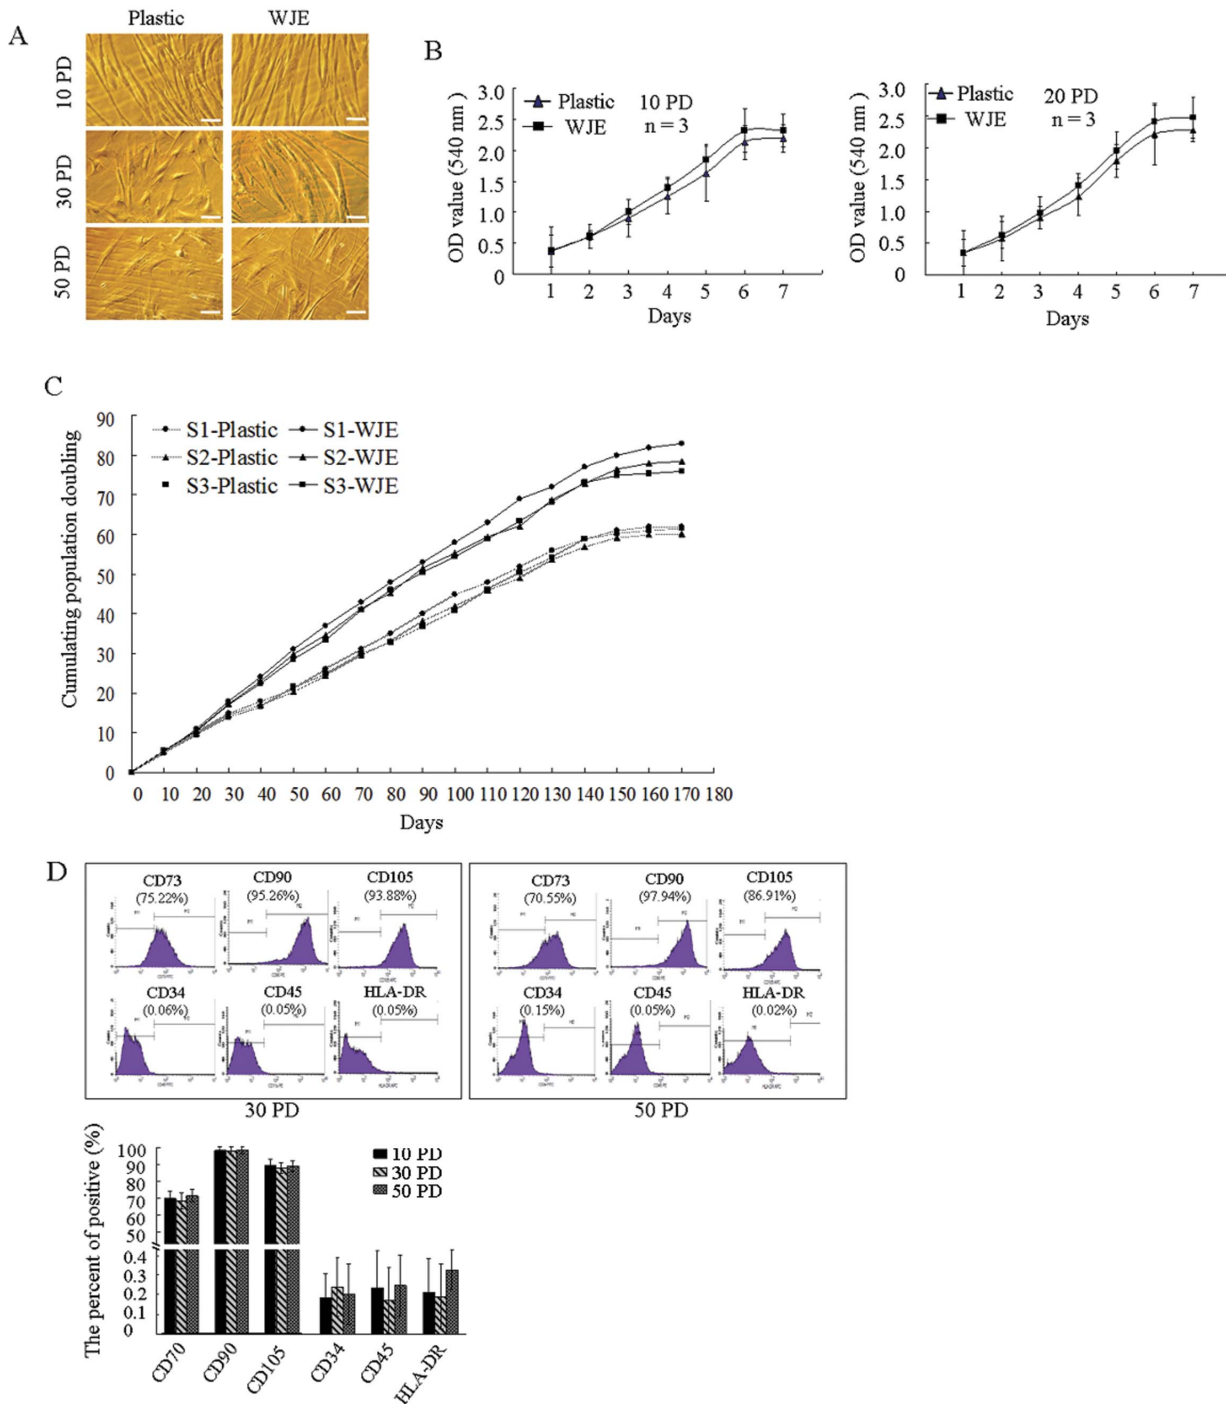 A
Plastic WJE
10 PD
30 PD
50 PD
B
Plastic 10 PD
WJE n = 3
OD value (540 nm )
3.0
2.5
2.0
1.5
1.0
0.5
0
1 2 3 4 5 6 7
Days
Plastic 20 PD
WJE n = 3
OD value (540 nm )
3.0
2.5
2.0
1.5
1.0
0.5
0
1 2 3 4 5 6 7
Days
C
Cumulating population doubling
90
80
70
60
50
40
30
20
10
0
S1-Plastic S1-WJE
S2-Plastic S2-WJE
S3-Plastic S3-WJE
0 10 20 30 40 50 60 70 80 90 100 110 120 130 140 150 160 170 180
Days
D
CD73 CD90 CD105
(75.22%) (95.26%) (93.88%)
CD34 CD45 HLA-DR
(0.06%) (0.05%) (0.05%)
30 PD
CD73 CD90 CD105
(70.55%) (97.94%) (86.91%)
CD34 CD45 HLA-DR
(0.15%) (0.05%) (0.02%)
50 PD
The percent of positive (%)
100
90
80
70
60
50
0.4
0.3
0.2
0.1
0
10 PD
30 PD
50 PD
CD70 CD90 CD105 CD34 CD45 HLA-DR